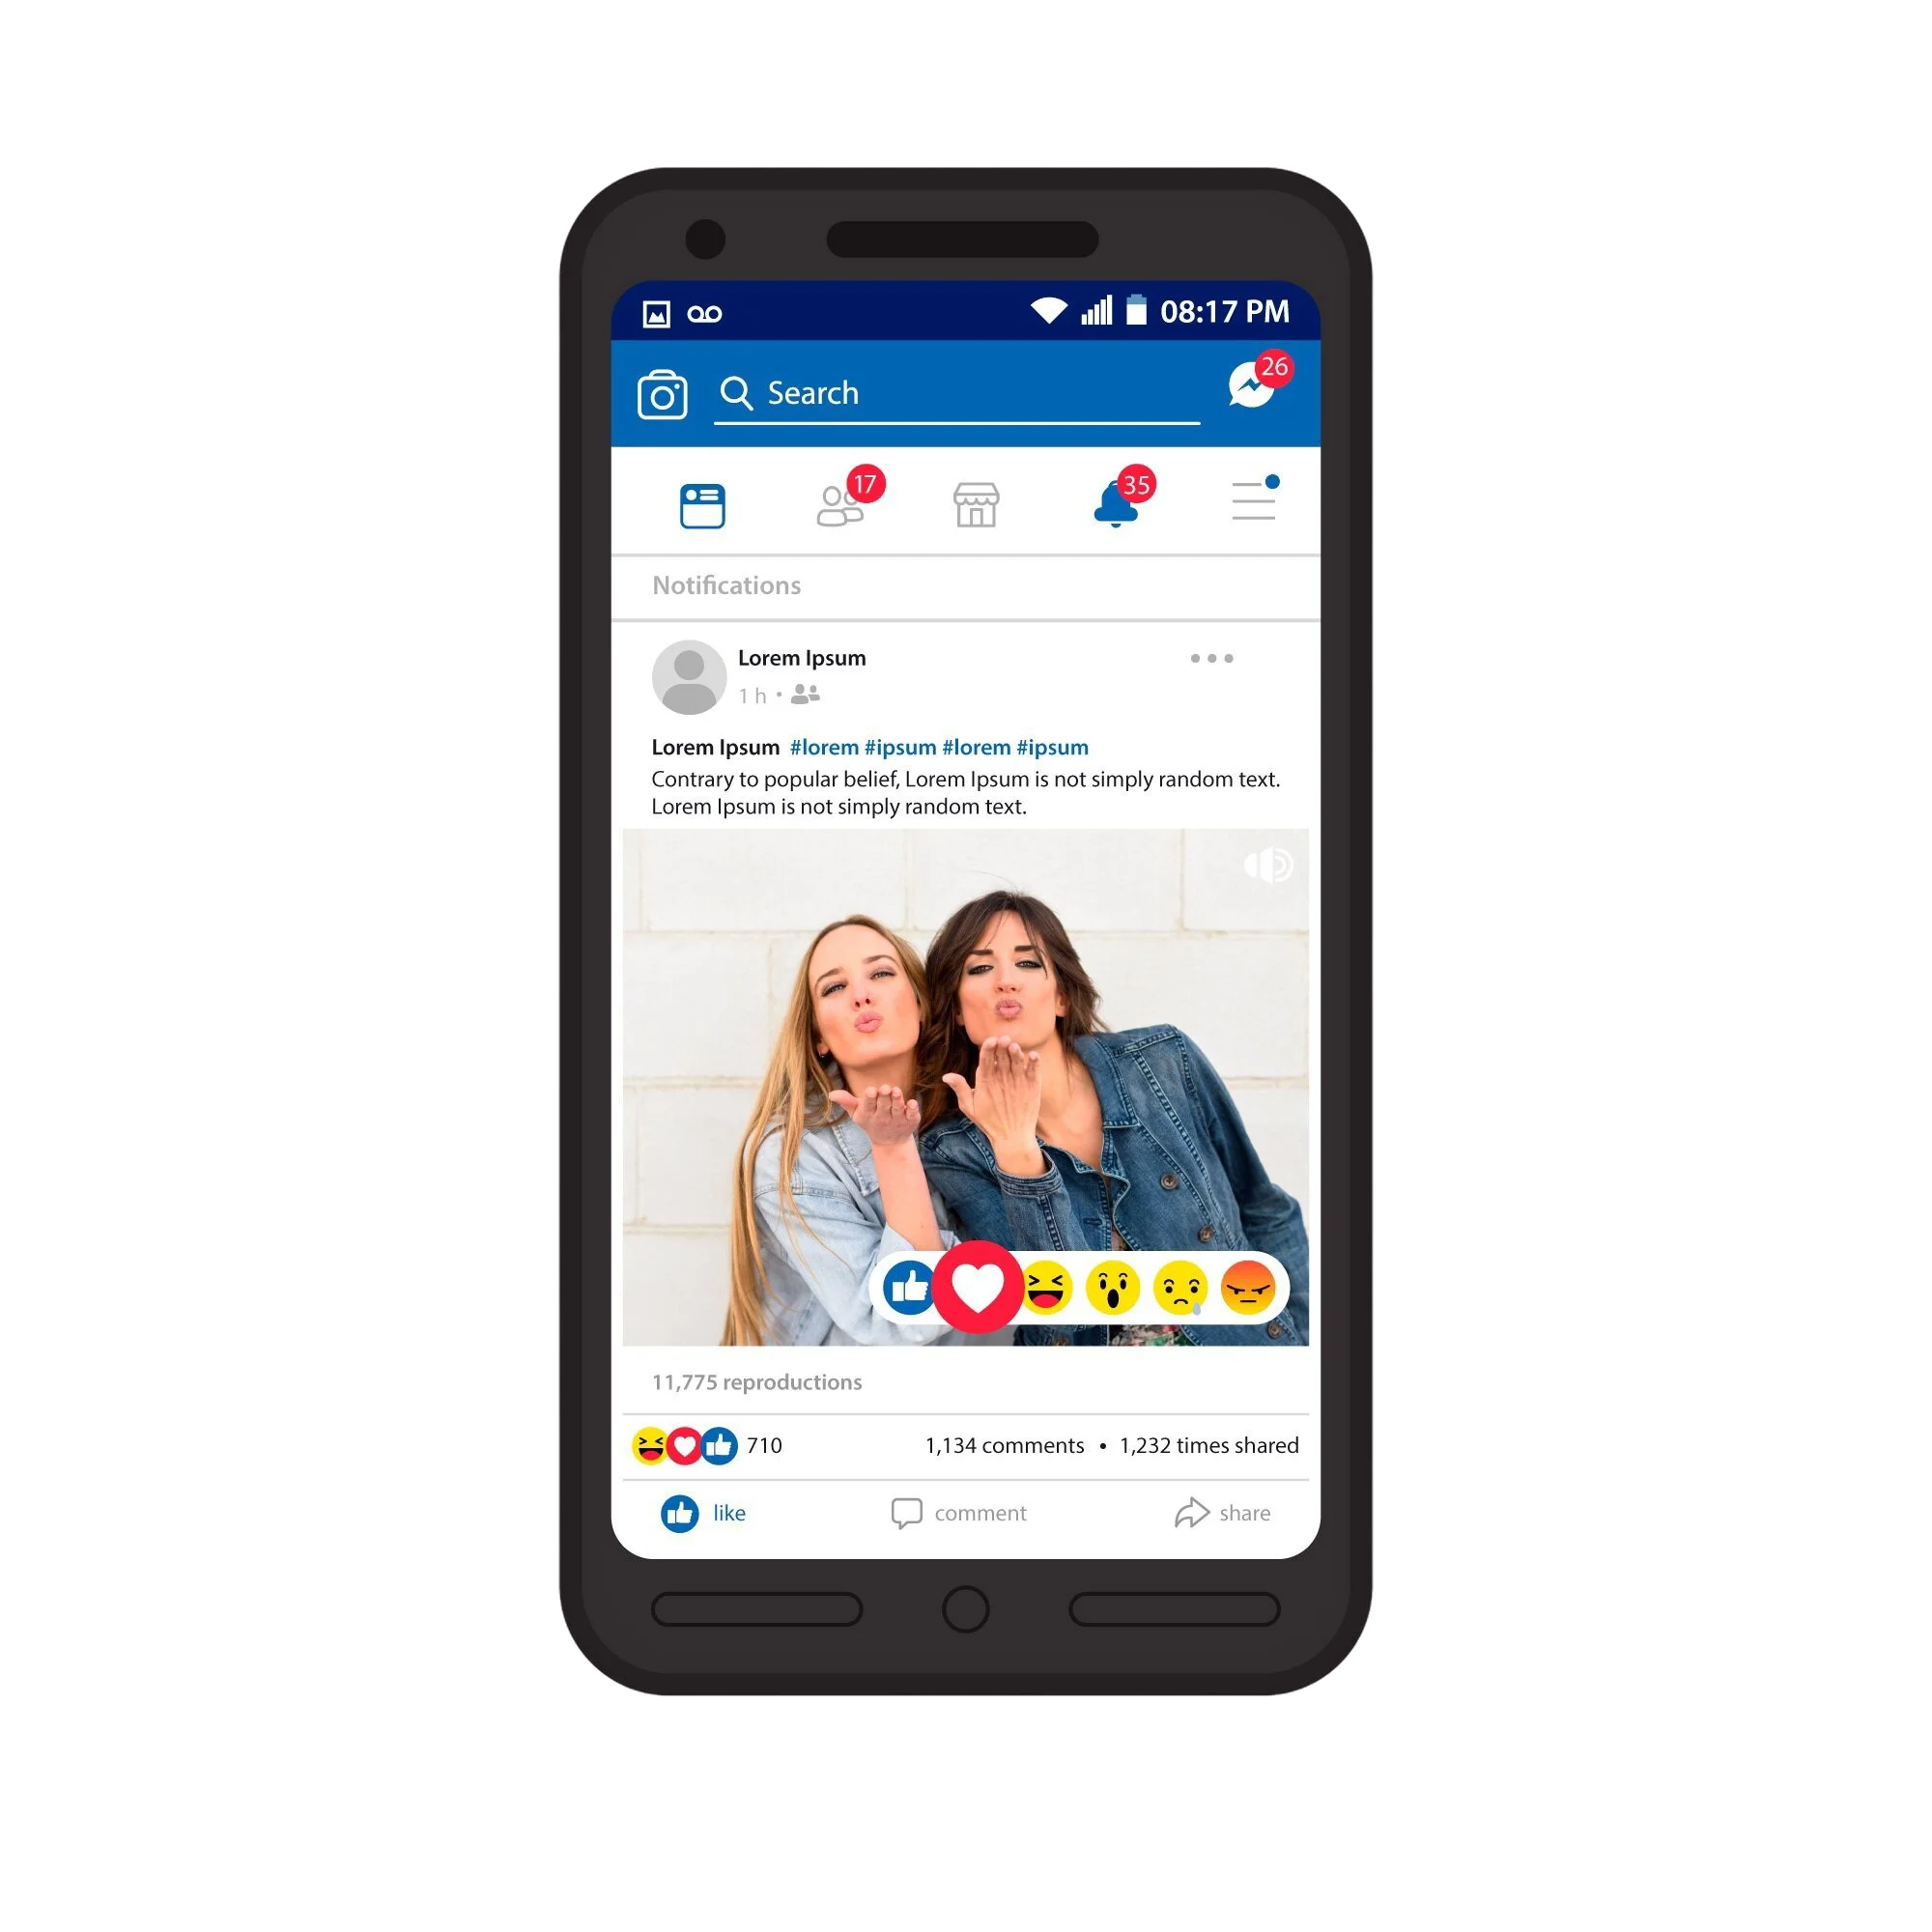 08:17 PM
Search
26
17
35
Notifications
Lorem Ipsum
1 h •
Lorem Ipsum #lorem #ipsum #lorem #ipsum
Contrary to popular belief, Lorem Ipsum is not simply random text.
Lorem Ipsum is not simply random text.
11,775 reproductions
710 1,134 comments • 1,232 times shared
like comment share